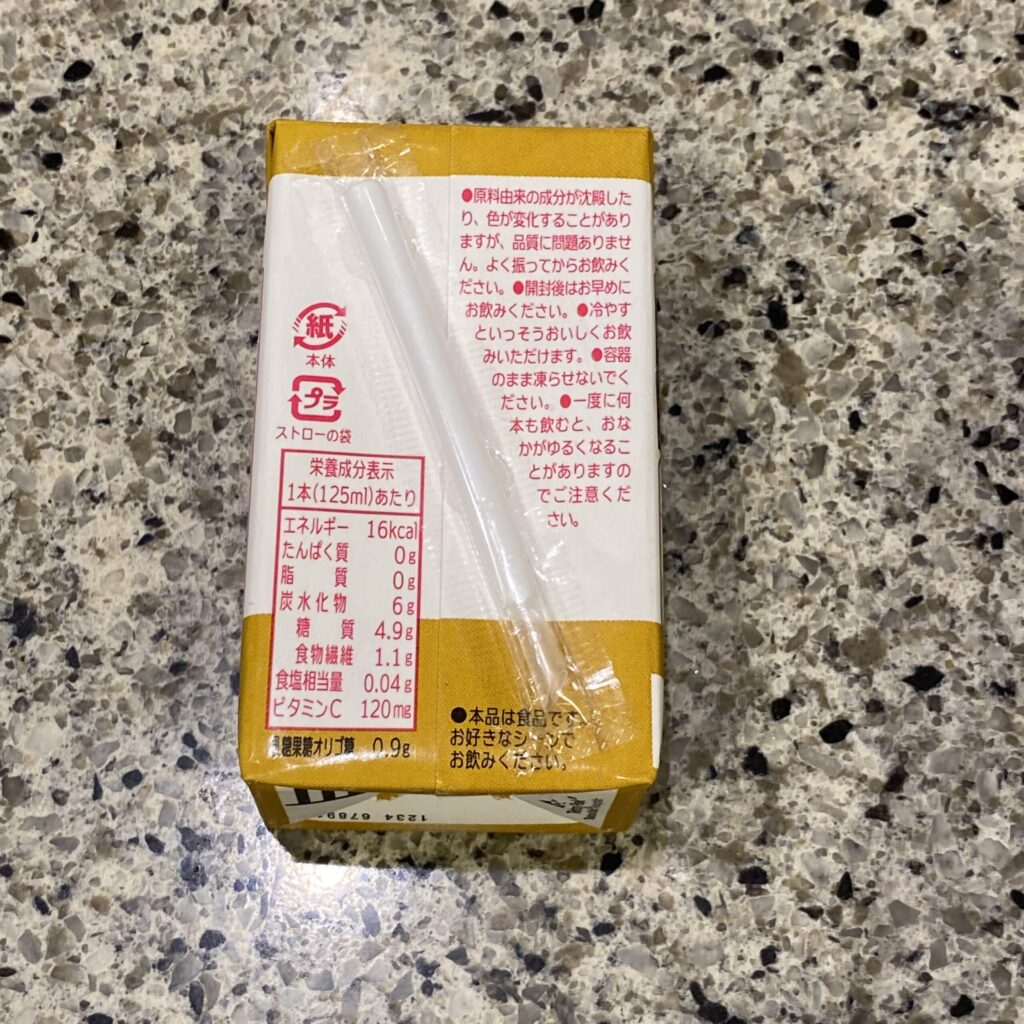 紙
本体
プラ
ストローの袋
栄養成分表示
1本(125ml)あたり
エネルギー 16kcal
たんぱく質 0g
脂質 0g
炭水化物 6g
糖質 4.9g
食物繊維 1.1g
食塩相当量 0.04g
ビタミンC 120mg
糖果糖オリゴ糖 0.9g
●原料由来の成分が沈殿した
り、色が変化することがあり
ますが、品質に問題ありませ
ん。よく振ってからお飲みく
ださい。●開封後はお早めに
お飲みください。●冷やす
といっそうおいしくお飲
みいただけます。●容器
のまま凍らせないでく
ださい。●一度に何
本も飲むと、おな
かがゆるくなるこ
とがありますの
でご注意くだ
さい。
●本品は食品です。
お好きなシーンで
お飲みください。
1234 6789